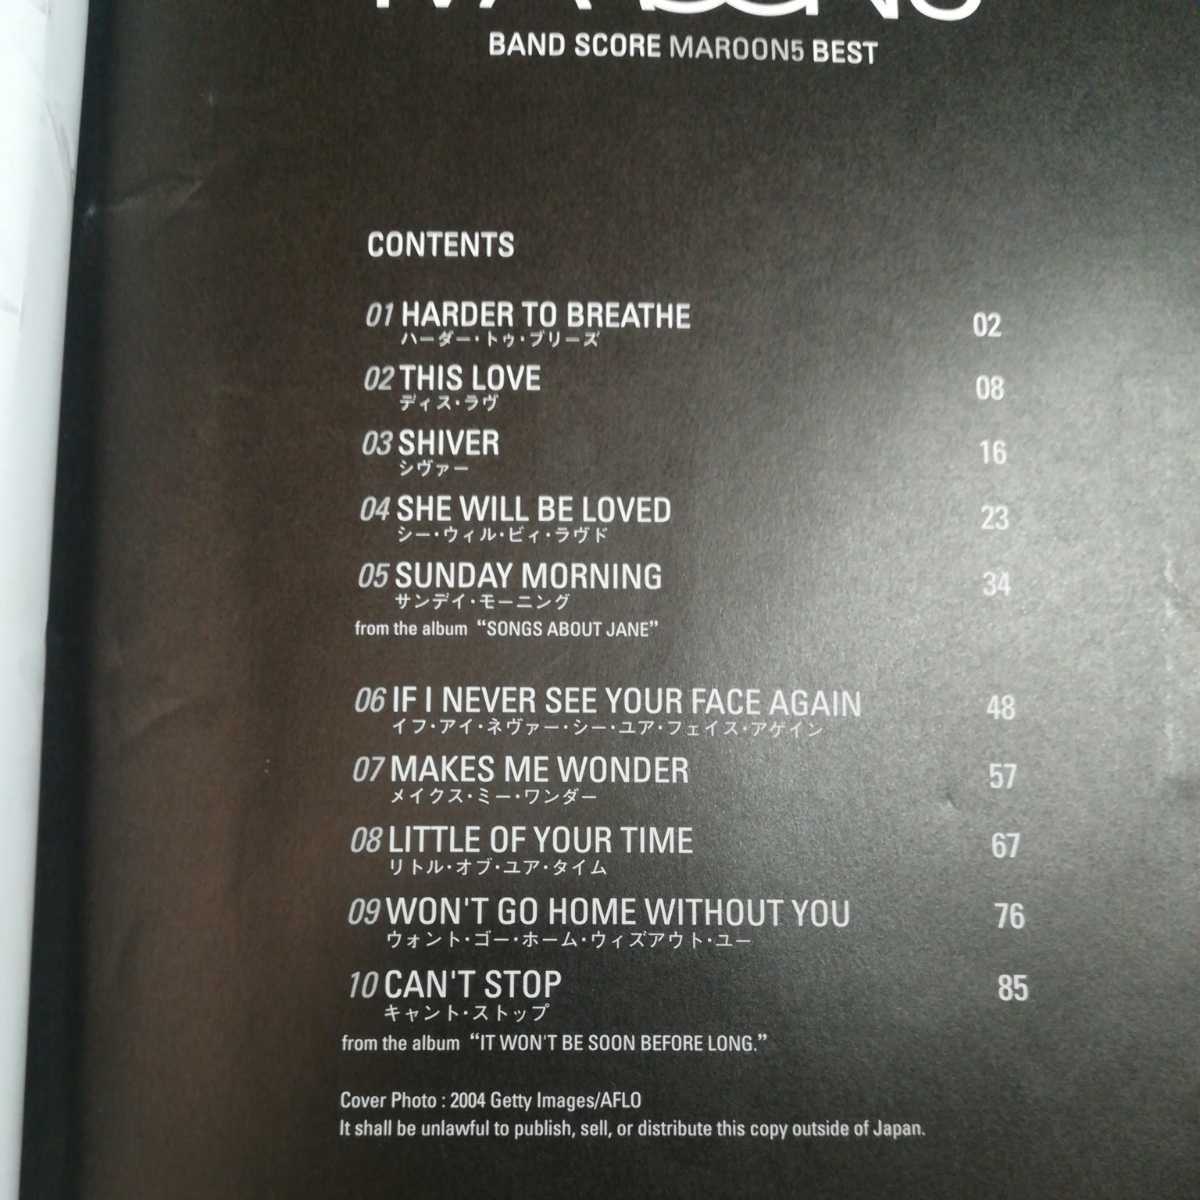 BAND SCORE MAROON5 BEST
CONTENTS
01 HARDER TO BREATHE 02
ハーダー・トゥ・ブリーズ
02 THIS LOVE 08
ディス・ラヴ
03 SHIVER 16
シヴァー
04 SHE WILL BE LOVED 23
シー・ウィル・ビィ・ラヴド
05 SUNDAY MORNING 34
サンデイ・モーニング
from the album “SONGS ABOUT JANE”
06 IF I NEVER SEE YOUR FACE AGAIN 48
イフ・アイ・ネヴァー・シー・ユア・フェイス・アゲイン
07 MAKES ME WONDER 57
メイクス・ミー・ワンダー
08 LITTLE OF YOUR TIME 67
リトル・オブ・ユア・タイム
09 WON'T GO HOME WITHOUT YOU 76
ウォント・ゴー・ホーム・ウィズアウト・ユー
10 CAN'T STOP 85
キャント・ストップ
from the album “IT WON'T BE SOON BEFORE LONG.”
Cover Photo : 2004 Getty Images/AFLO
It shall be unlawful to publish, sell, or distribute this copy outside of Japan.